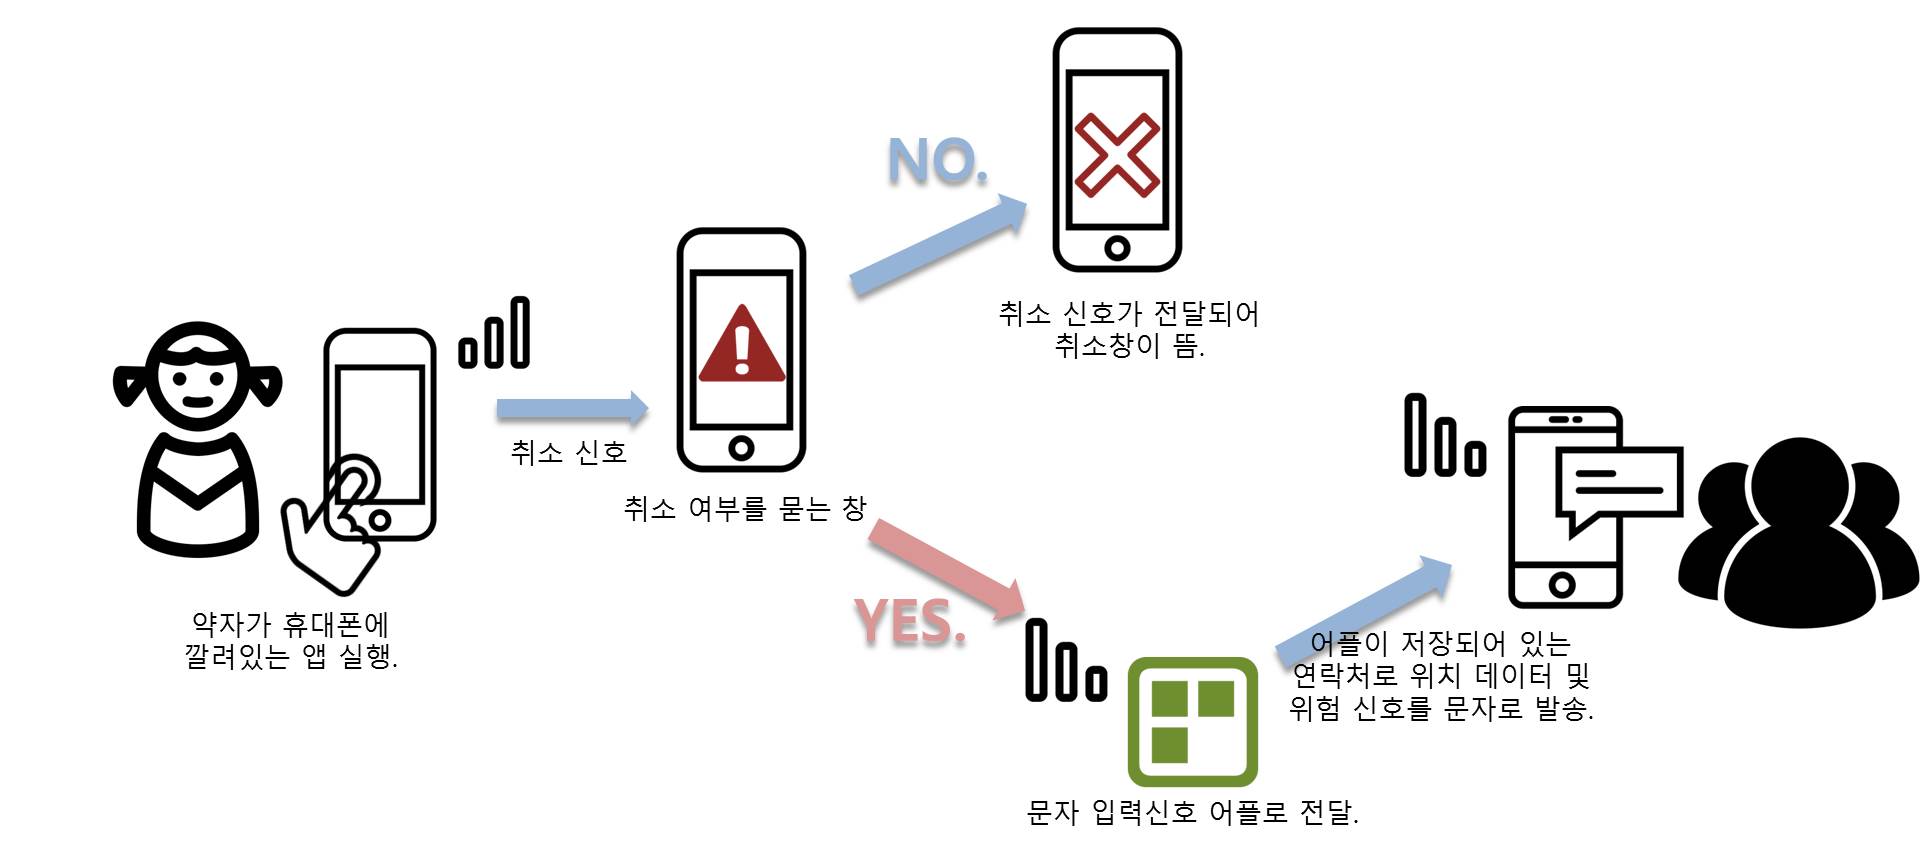 NO.
취소 신호가 전달되어
취소창이 뜸.
취소 신호
취소 여부를 묻는 창
약자가 휴대폰에
깔려있는 앱 실행.
YES.
어플이 저장되어 있는
연락처로 위치 데이터 및
위험 신호를 문자로 발송.
문자 입력신호 어플로 전달.